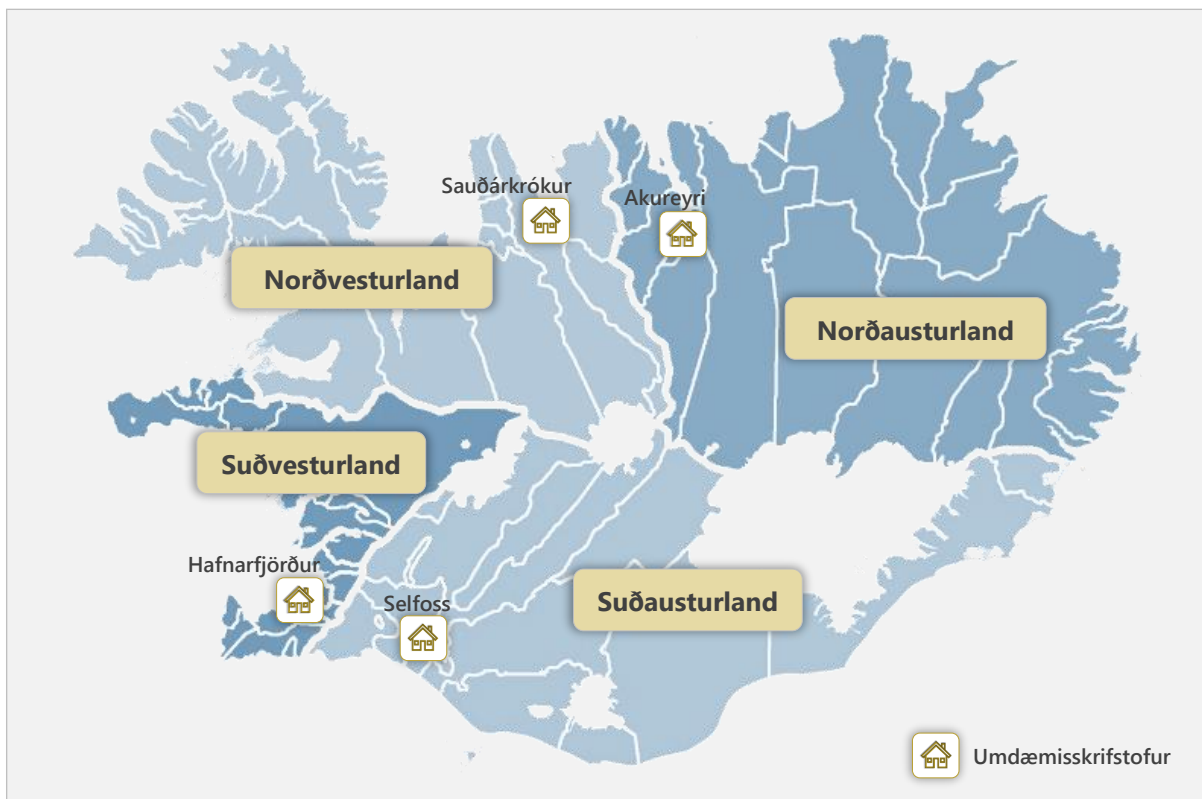 Sauðárkrókur
Akureyri
Norðvesturland
Norðausturland
Suðvesturland
Hafnarfjörður
Selfoss
Suðausturland
Umdæmisskrifstofur